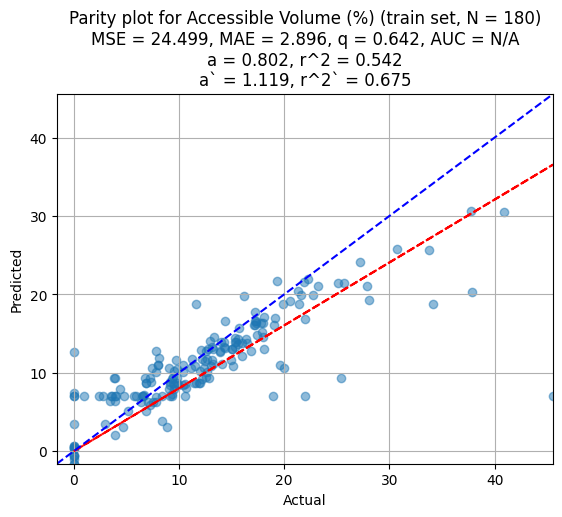 Parity plot for Accessible Volume (%) (train set, N = 180)
MSE = 24.499, MAE = 2.896, q = 0.642, AUC = N/A
a = 0.802, r^2 = 0.542
a` = 1.119, r^2` = 0.675
40
30
20
10
0
Predicted
0 10 20 30 40
Actual